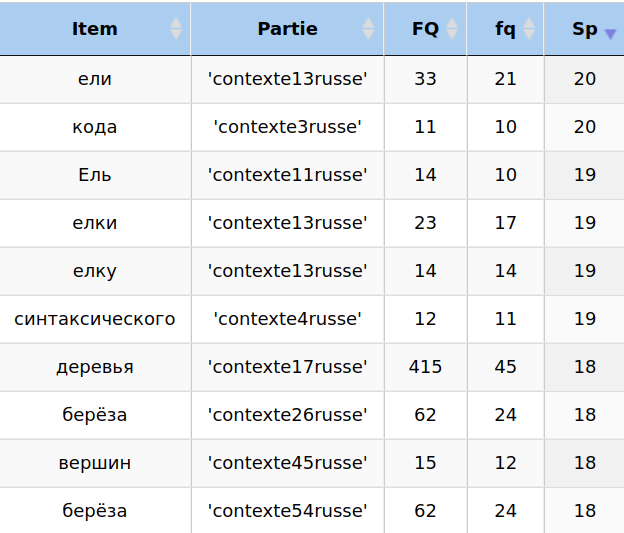 Item Partie FQ fq Sp
ели 'contexte13russe' 33 21 20
кода 'contexte3russe' 11 10 20
Ель 'contexte11russe' 14 10 19
елки 'contexte13russe' 23 17 19
елку 'contexte13russe' 14 14 19
синтаксического 'contexte4russe' 12 11 19
деревья 'contexte17russe' 415 45 18
берёза 'contexte26russe' 62 24 18
вершин 'contexte45russe' 15 12 18
берёза 'contexte54russe' 62 24 18